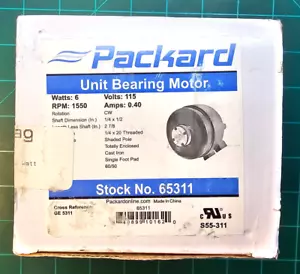 Packard
Unit Bearing Motor
Watts: 6 Volts: 115
RPM: 1550 Amps: 0.40
Rotation CW
Shaft Dimension (In.) 1/4 x 1/2
Less Shaft (In.) 2 7/8
1/4 x 20 Threaded
Shaded Pole
Totally Enclosed
Cast Iron
Single Foot Pad
60/50
Stock No. 65311
Cross Reference
GE 5311
Packardonline.com
Made in China
65311
C US
S55-311